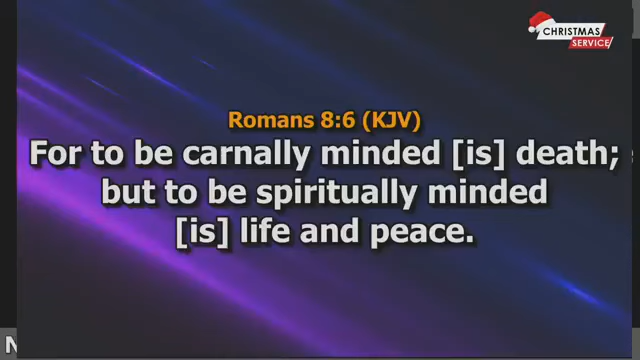 CHRISTMAS
SERVICE
Romans 8:6 (KJV)
For to be carnally minded [is] death;
but to be spiritually minded
[is] life and peace.
N